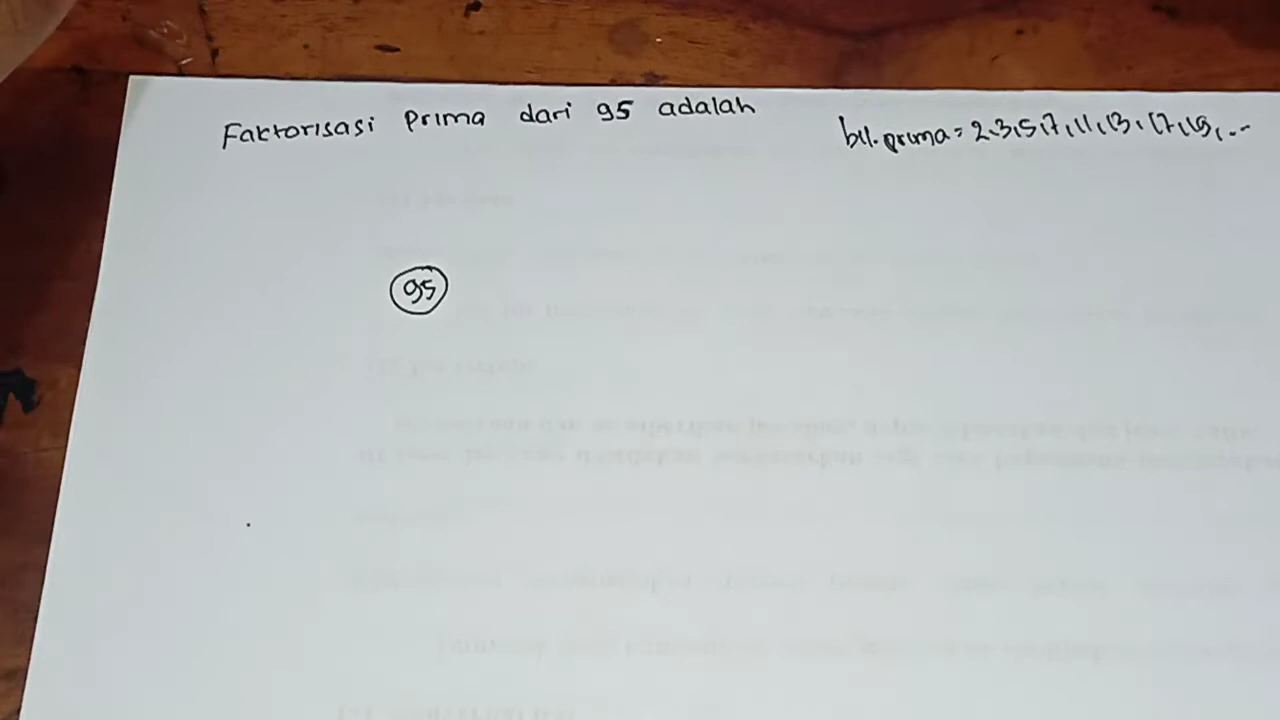 Faktorisasi prima dari 95 adalah
bil. prima = 2,3,5,7,11,13,17,19,...
95